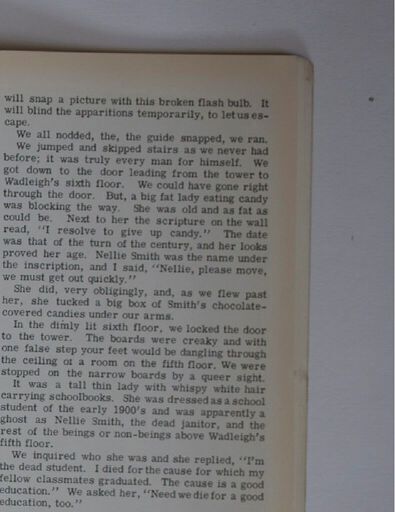 will snap a picture with this broken flash bulb. It
will blind the apparitions temporarily, to let us es-
cape.
We all nodded, the, the guide snapped, we ran.
We jumped and skipped stairs as we never had
before; it was truly every man for himself. We
got down to the door leading from the tower to
Wadleigh's sixth floor. We could have gone right
through the door. But, a big fat lady eating candy
was blocking the way. She was old and as fat as
could be. Next to her the scripture on the wall
read, "I resolve to give up candy." The date
was that of the turn of the century, and her looks
proved her age. Nellie Smith was the name under
the inscription, and I said, "Nellie, please move,
we must get out quickly."
She did, very obligingly, and, as we flew past
her, she tucked a big box of Smith's chocolate-
covered candies under our arms.
In the dimly lit sixth floor, we locked the door
to the tower. The boards were creaky and with
one false step your feet would be dangling through
the ceiling of a room on the fifth floor. We were
stopped on the narrow boards by a queer sight.
It was a tall thin lady with whispy white hair
carrying schoolbooks. She was dressed as a school
student of the early 1900's and was apparently a
ghost as Nellie Smith, the dead janitor, and the
rest of the beings or non-beings above Wadleigh's
fifth floor.
We inquired who she was and she replied, "I'm
the dead student. I died for the cause for which my
fellow classmates graduated. The cause is a good
education." We asked her, "Need we die for a good
education, too."